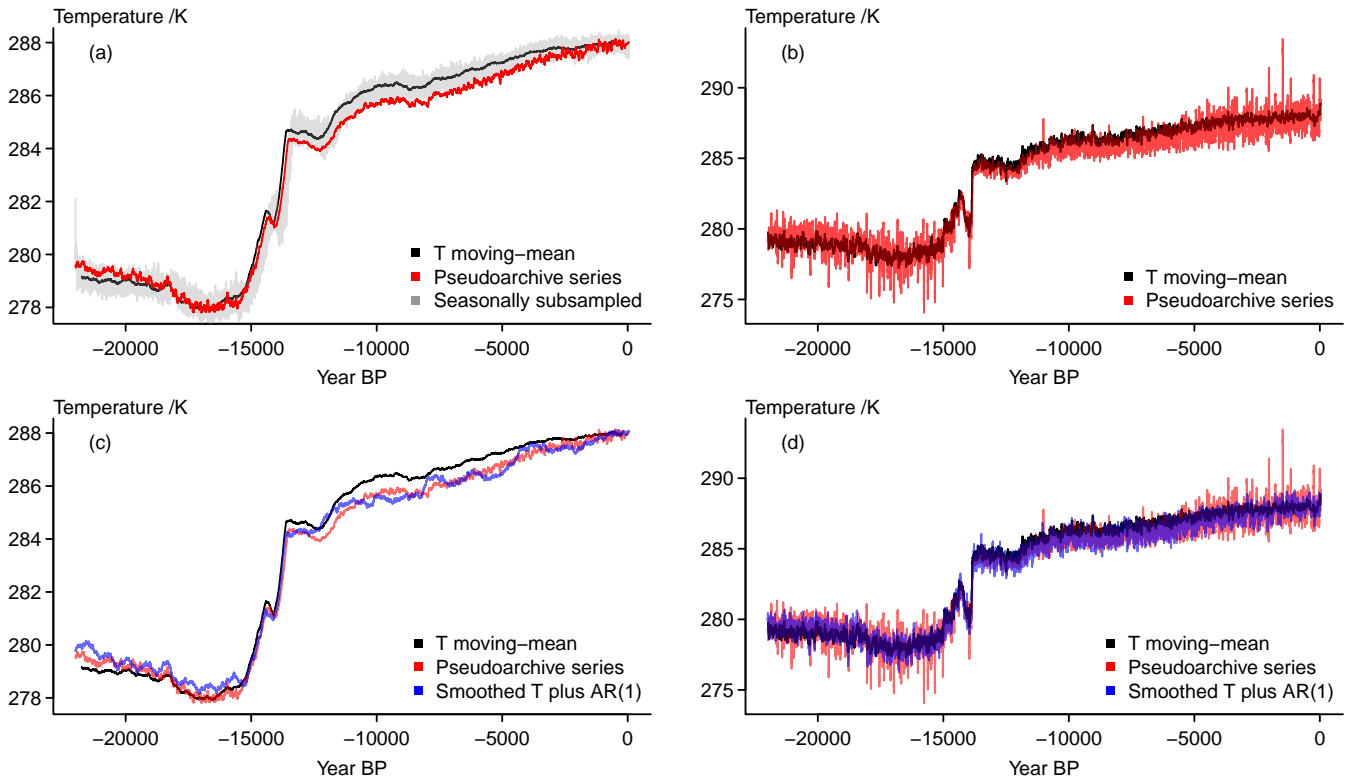 Temperature /K
(a)
288
286
284
282
280
278
T moving−mean
Pseudoarchive series
Seasonally subsampled
−20000 −15000 −10000 −5000 0
Year BP
Temperature /K
(b)
290
285
280
275
T moving−mean
Pseudoarchive series
−20000 −15000 −10000 −5000 0
Year BP
Temperature /K
(c)
288
286
284
282
280
278
T moving−mean
Pseudoarchive series
Smoothed T plus AR(1)
−20000 −15000 −10000 −5000 0
Year BP
Temperature /K
(d)
290
285
280
275
T moving−mean
Pseudoarchive series
Smoothed T plus AR(1)
−20000 −15000 −10000 −5000 0
Year BP